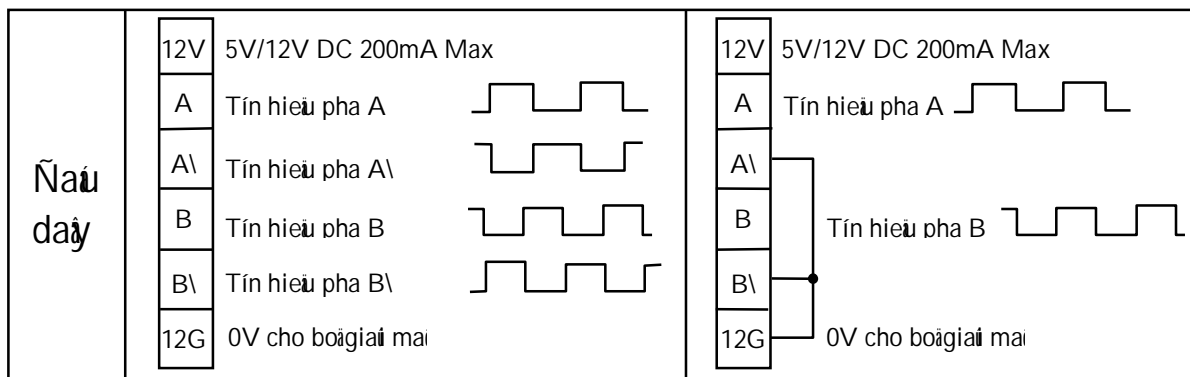 Ñaáu
daây
12V 5V/12V DC 200mA Max
A Tín hieäu pha A
A\ Tín hieäu pha A\
B Tín hieäu pha B
B\ Tín hieäu pha B\
12G 0V cho boä giaûi maõ
12V 5V/12V DC 200mA Max
A Tín hieäu pha A
A\
B Tín hieäu pha B
B\
12G 0V cho boä giaûi maõ